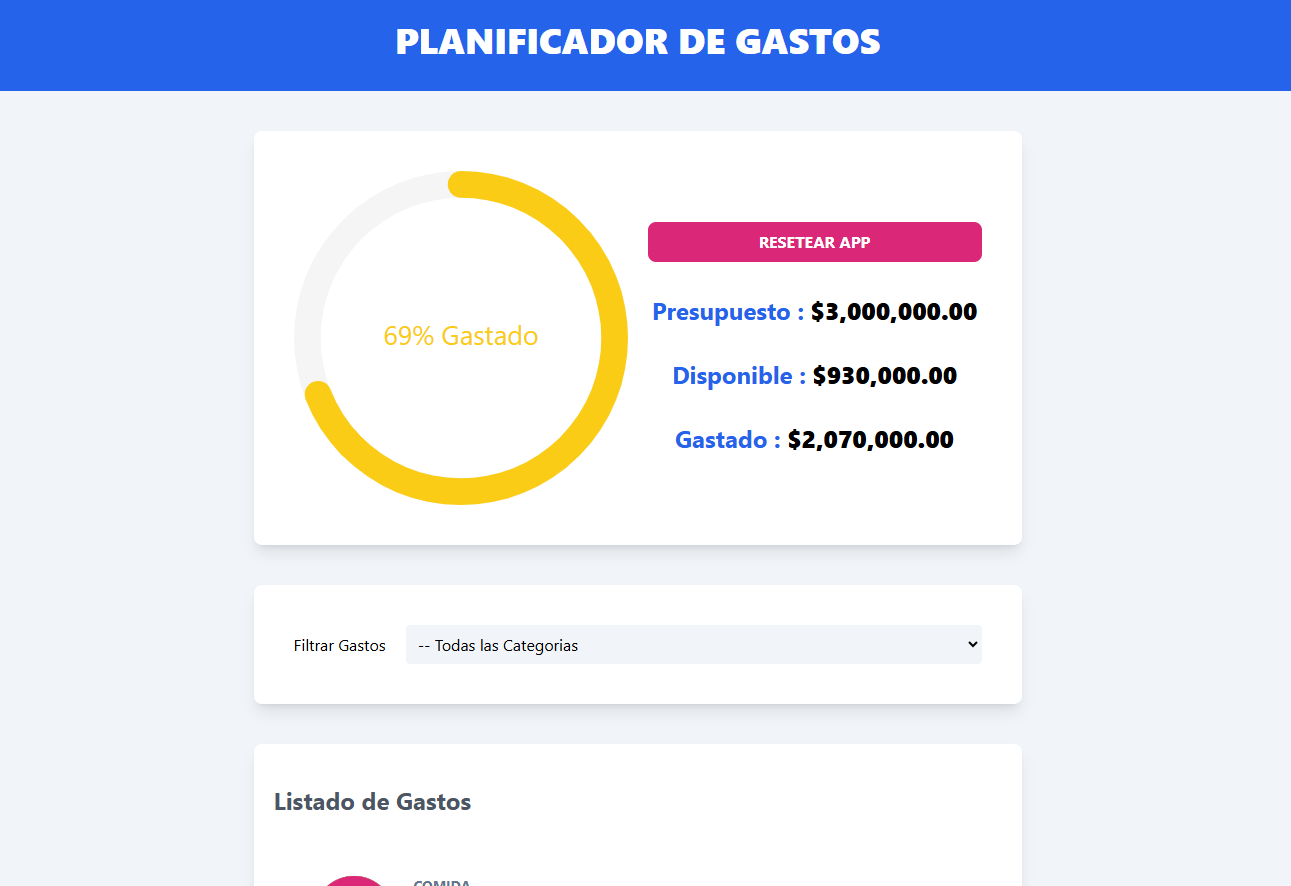 PLANIFICADOR DE GASTOS
69% Gastado
RESETEAR APP
Presupuesto : $3,000,000.00
Disponible : $930,000.00
Gastado : $2,070,000.00
Filtrar Gastos
-- Todas las Categorias
Listado de Gastos
COMIDA